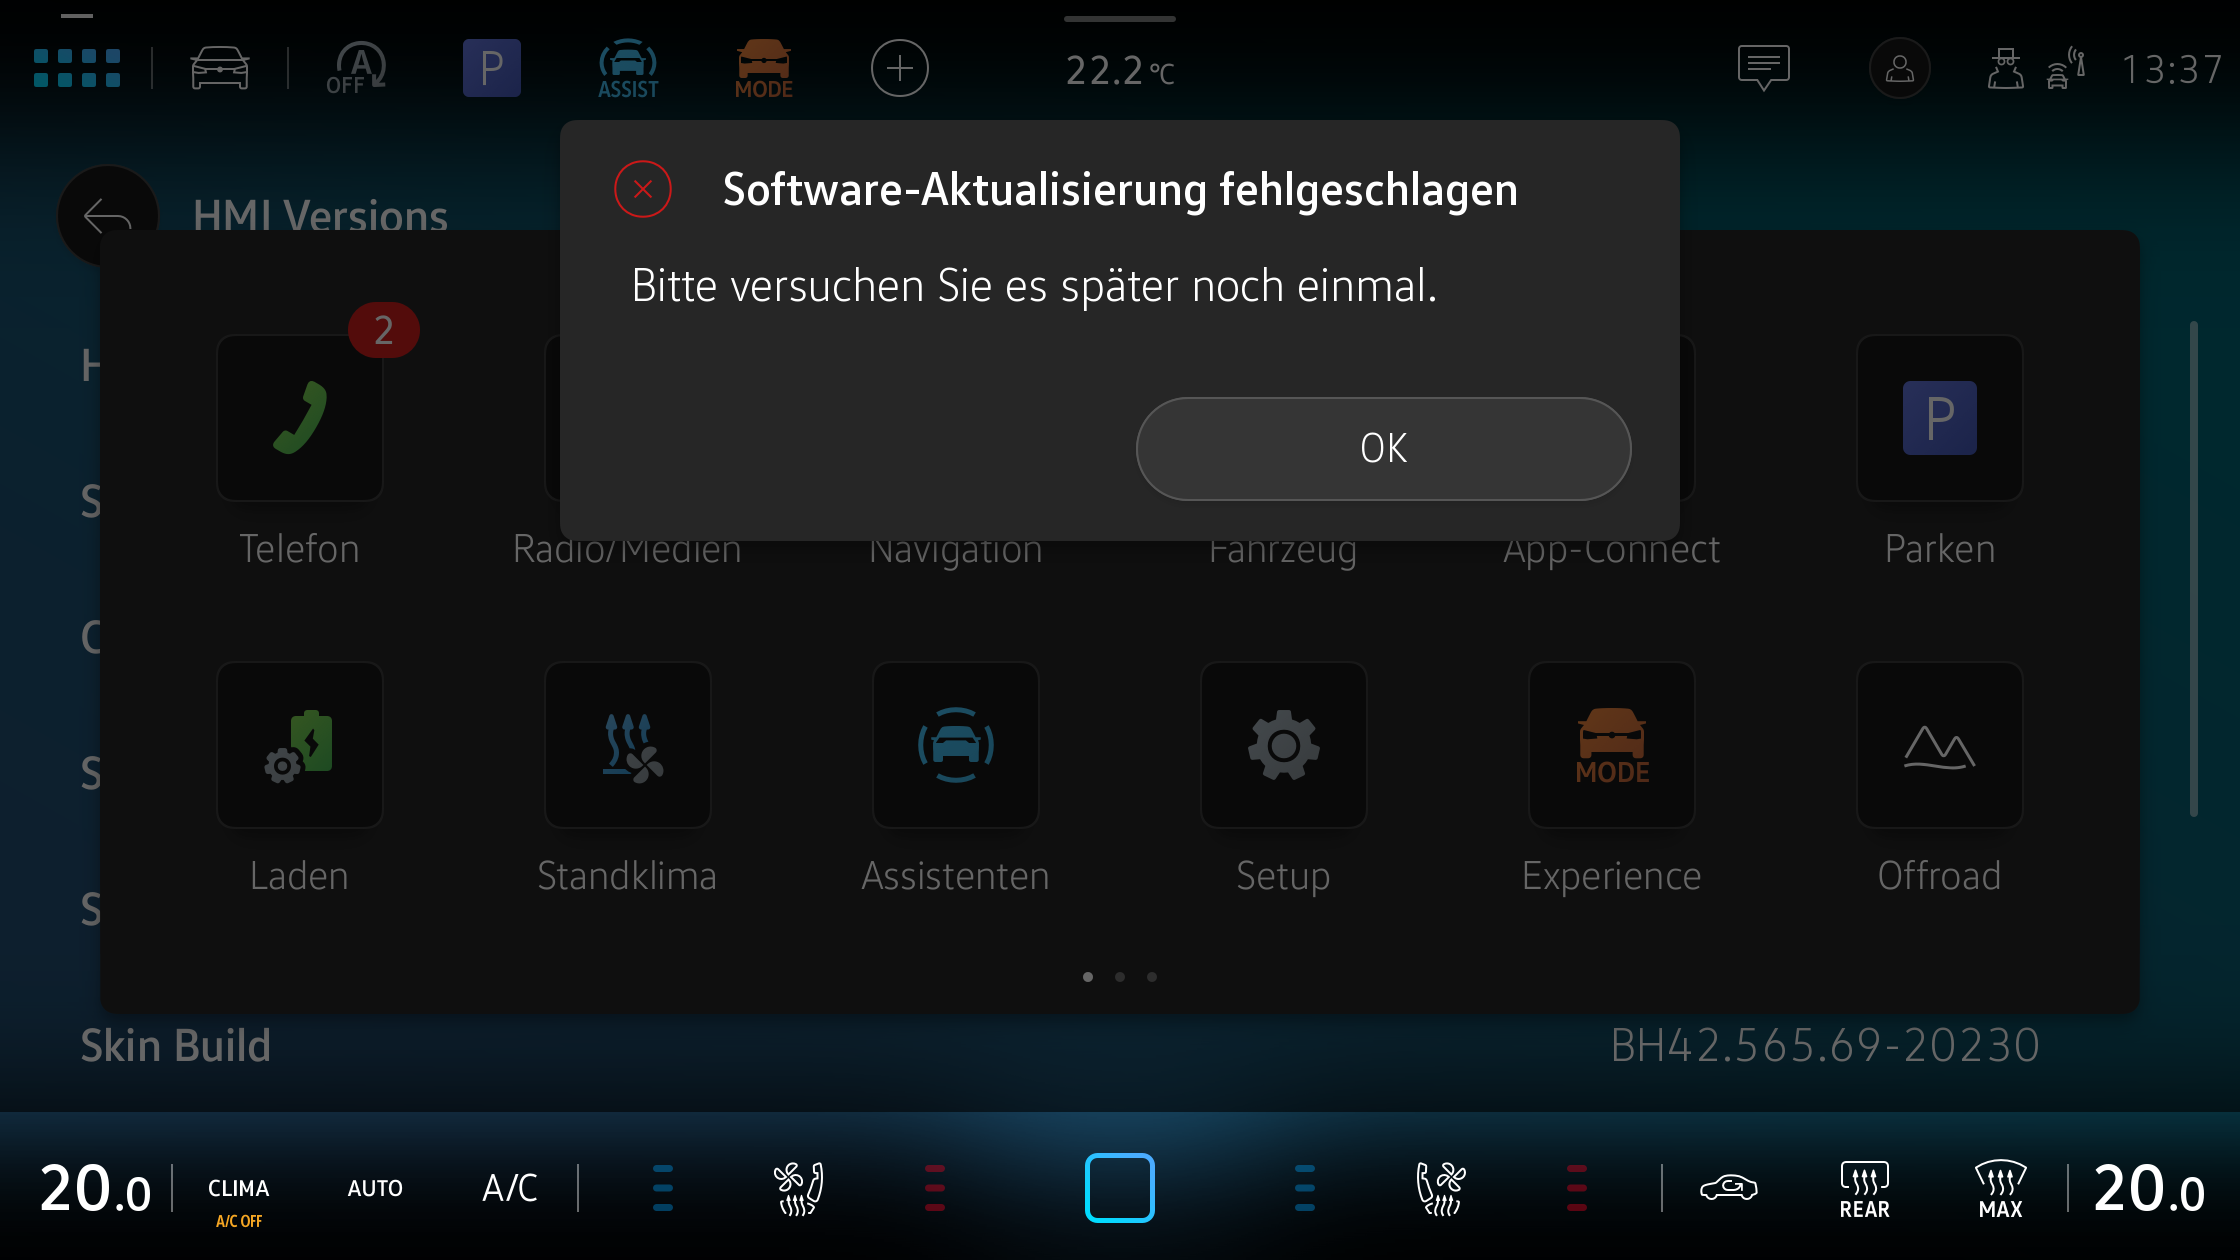 A
OFF
P
ASSIST
MODE
22.2 °C
13:37
HMI Versions
Software-Aktualisierung fehlgeschlagen
Bitte versuchen Sie es später noch einmal.
OK
2
P
Telefon
Radio/Medien
Navigation
Fahrzeug
App-Connect
Parken
MODE
Laden
Standklima
Assistenten
Setup
Experience
Offroad
Skin Build
BH42.565.69-20230
20.0
CLIMA
A/C OFF
AUTO
A/C
REAR
MAX
20.0